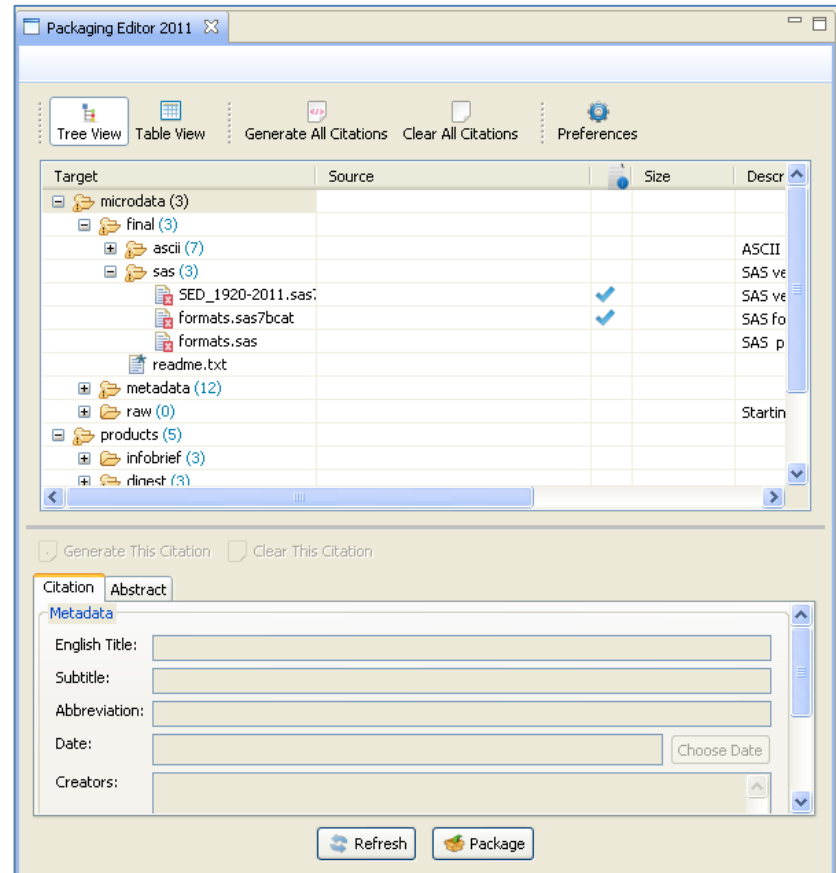 Packaging Editor 2011
Tree View Table View Generate All Citations Clear All Citations Preferences
Target Source Size Descr
microdata (3)
final (3)
ascii (7) ASCII
sas (3) SAS ve
SED_1920-2011.sas7 SAS ve
formats.sas7bcat SAS fo
formats.sas SAS p
readme.txt
metadata (12)
raw (0) Startin
products (5)
infobrief (3)
digest (3)
Generate This Citation Clear This Citation
Citation Abstract
Metadata
English Title:
Subtitle:
Abbreviation:
Date: Choose Date
Creators:
Refresh Package